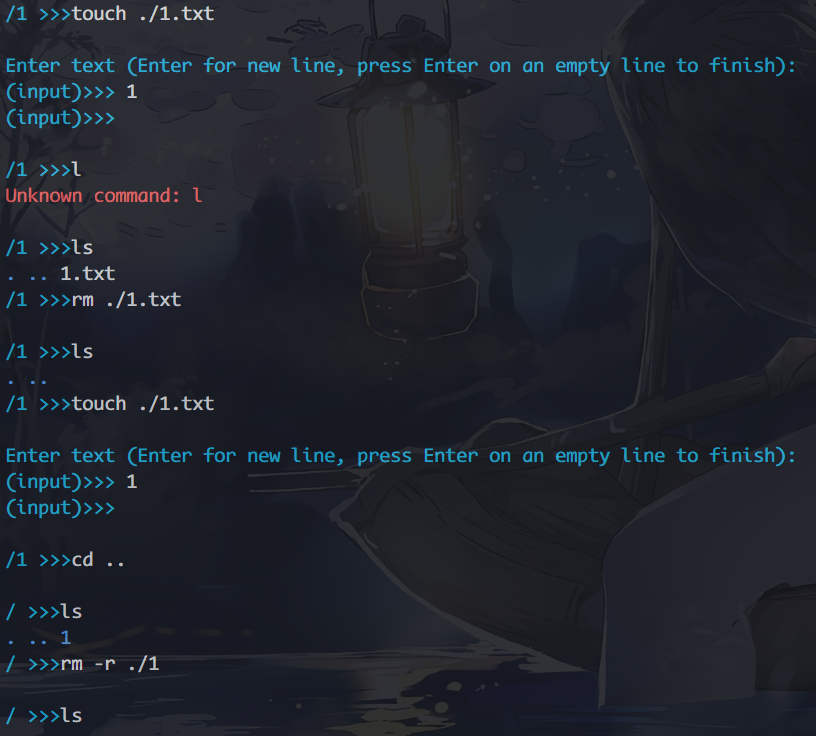 /1 >>>touch ./1.txt
Enter text (Enter for new line, press Enter on an empty line to finish):
(input)>>> 1
(input)>>>
/1 >>>l
Unknown command: l
/1 >>>ls
. .. 1.txt
/1 >>>rm ./1.txt
/1 >>>ls
. ..
/1 >>>touch ./1.txt
Enter text (Enter for new line, press Enter on an empty line to finish):
(input)>>> 1
(input)>>>
/1 >>>cd ..
/ >>>ls
. .. 1
/ >>>rm -r ./1
/ >>>ls